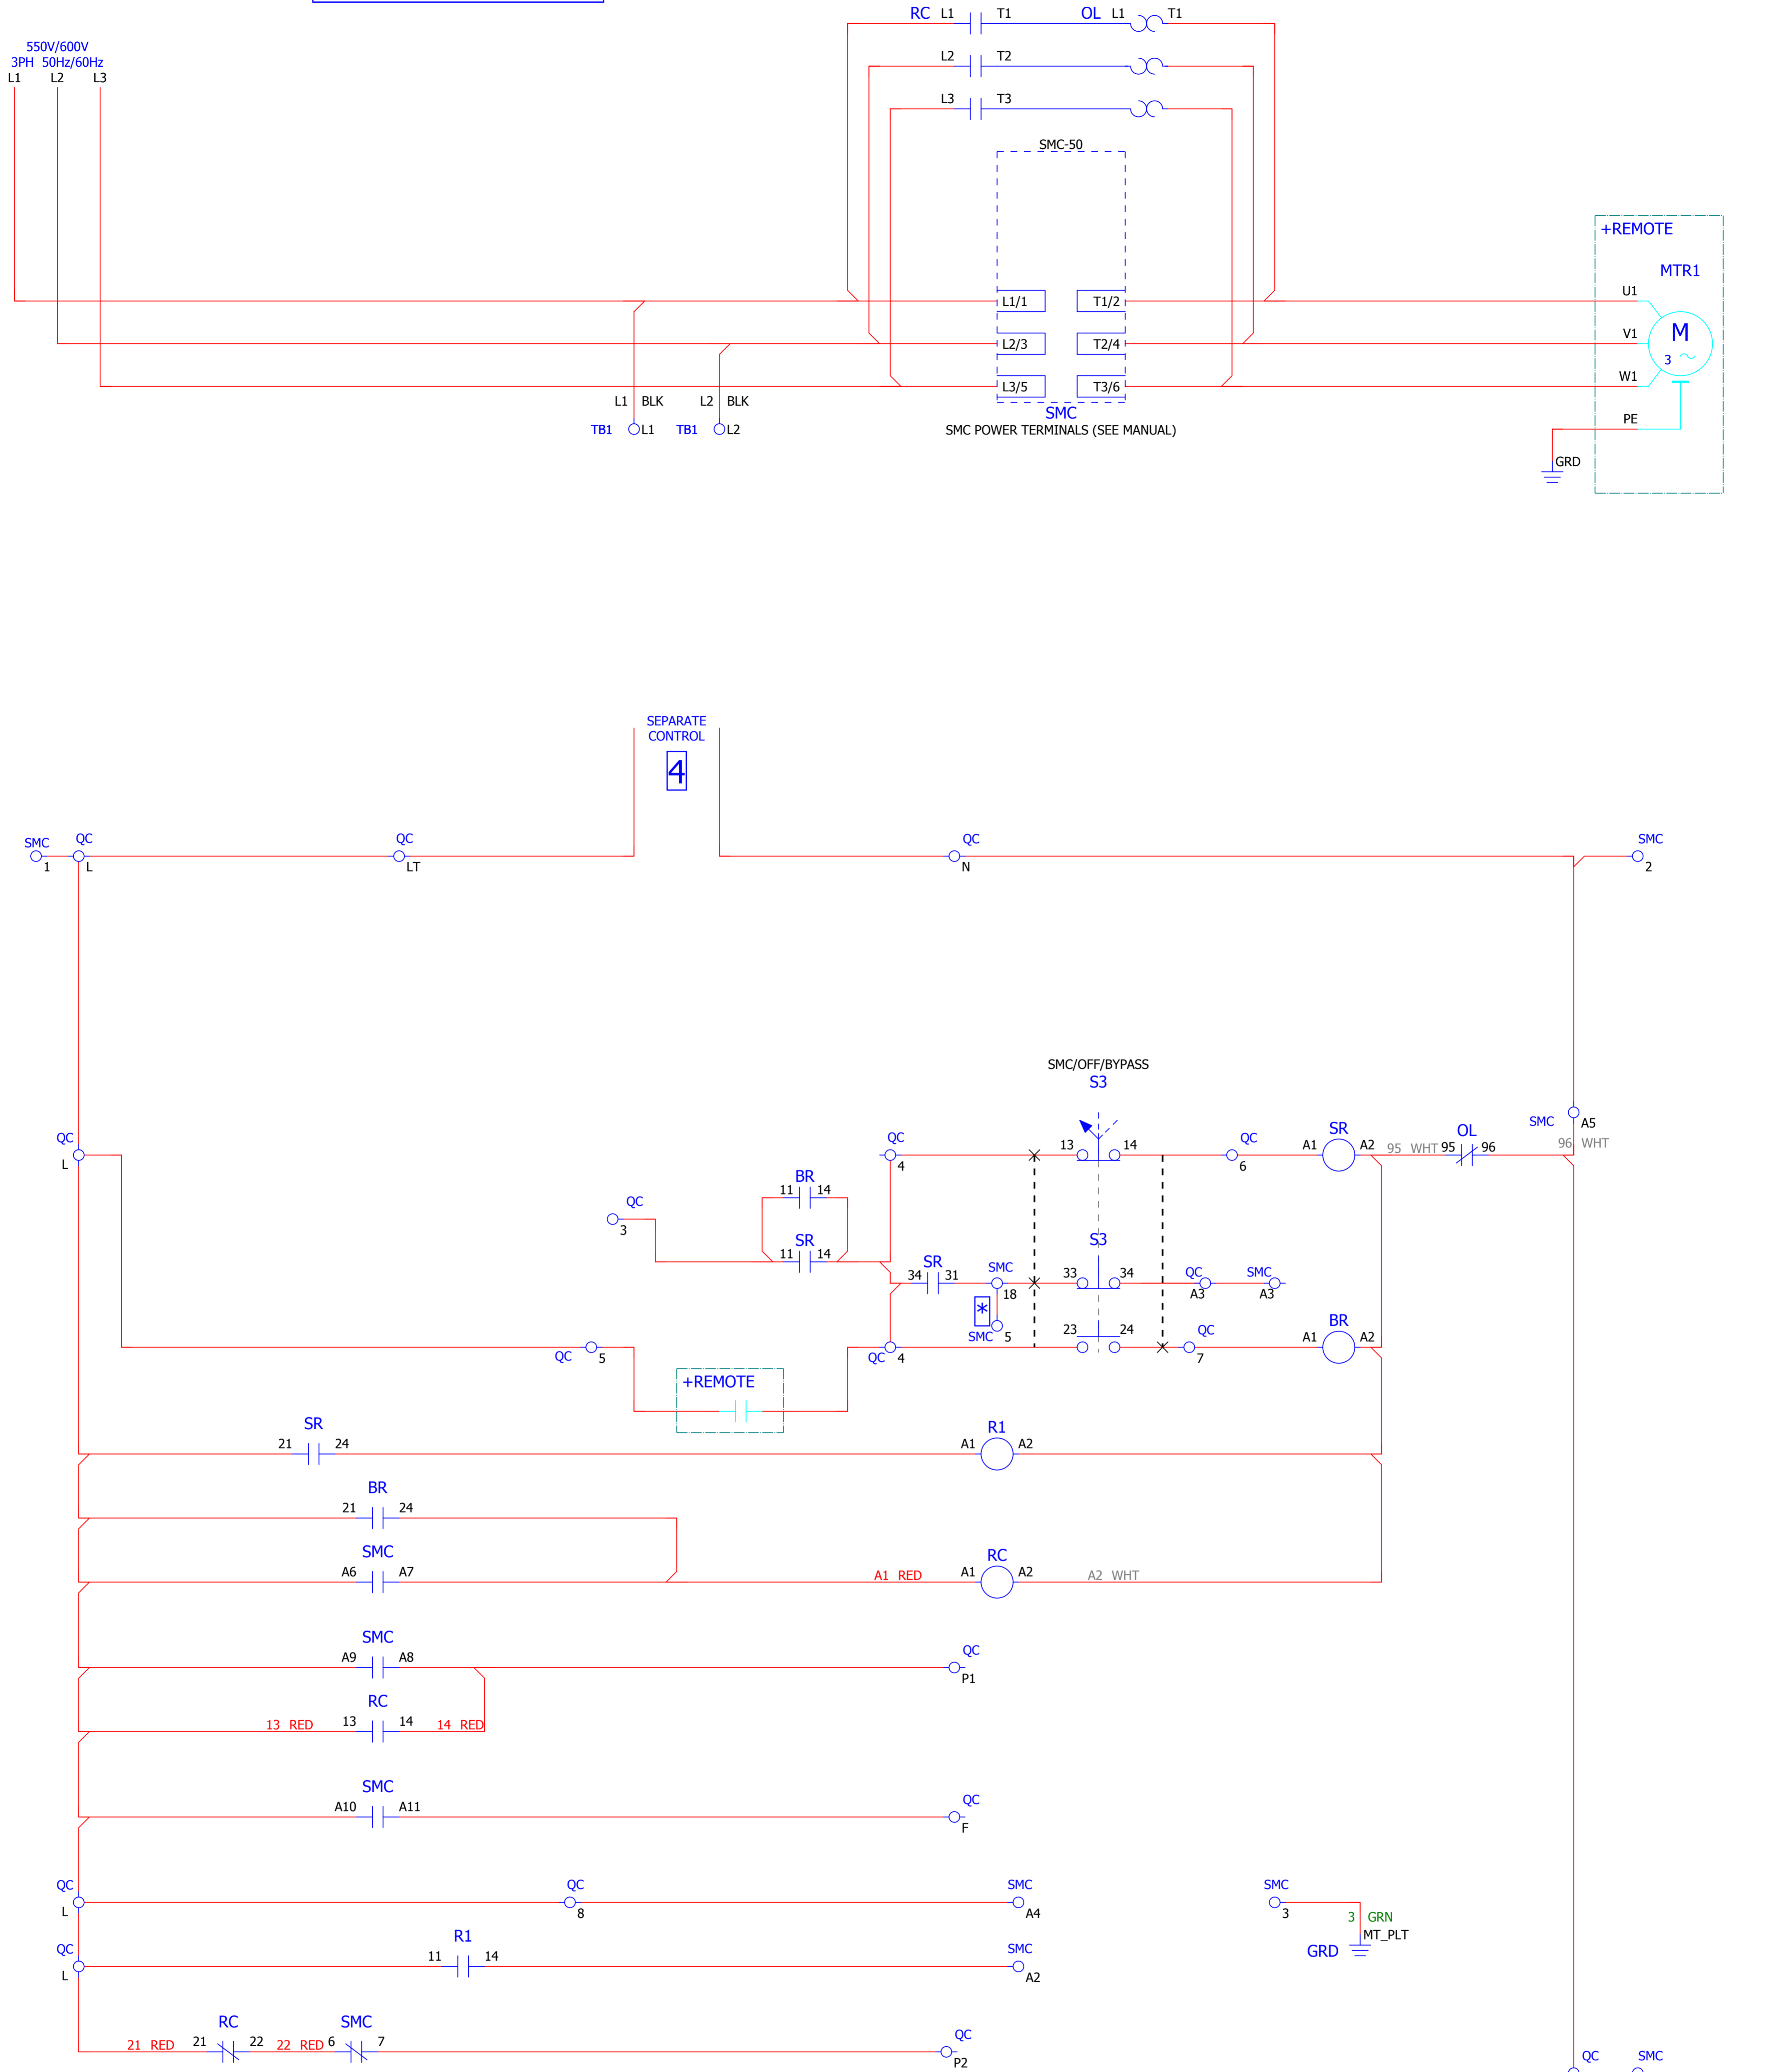 RC L1 T1 OL L1 T1
550V/600V
3PH 50Hz/60Hz
L1 L2 L3
L2 T2
L3 T3
SMC-50
+REMOTE
MTR1
U1
L1/1 T1/2
V1 M
L2/3 T2/4
3
W1
L3/5 T3/6
L1 BLK L2 BLK
SMC
PE
TB1 L1 TB1 L2
SMC POWER TERMINALS (SEE MANUAL)
GRD
SEPARATE
CONTROL
4
SMC QC QC QC SMC
1 L LT N 2
SMC/OFF/BYPASS
S3
SMC A5
QC QC 13 14 QC A1 SR A2 95 WHT 95 OL 96 96 WHT
L 4 6
BR
11 14
QC
3
SR
11 14
S3
SR SMC QC SMC
34 31 33 34
18 A3 A3
*
SMC 5
23 24 QC A1 BR A2
QC 5 QC 4 7
+REMOTE
SR R1
21 24 A1 A2
BR
21 24
SMC RC
A6 A7 A1 RED A1 A2 A2 WHT
SMC QC
A9 A8
P1
RC
13 RED 13 14 14 RED
SMC QC
A10 A11
F
QC QC SMC SMC
L 8 A4 3
3 GRN
MT_PLT
GRD
QC R1 SMC
11 14
L A2
RC SMC QC
21 RED 21 22 22 RED 6 7
P2
QC SMC